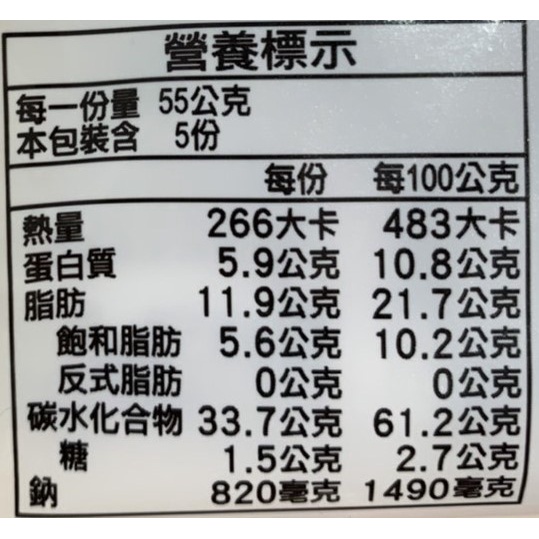 營養標示
每一份量 55公克
本包裝含 5份
每份 每100公克
熱量 266大卡 483大卡
蛋白質 5.9公克 10.8公克
脂肪 11.9公克 21.7公克
飽和脂肪 5.6公克 10.2公克
反式脂肪 0公克 0公克
碳水化合物 33.7公克 61.2公克
糖 1.5公克 2.7公克
鈉 820毫克 1490毫克